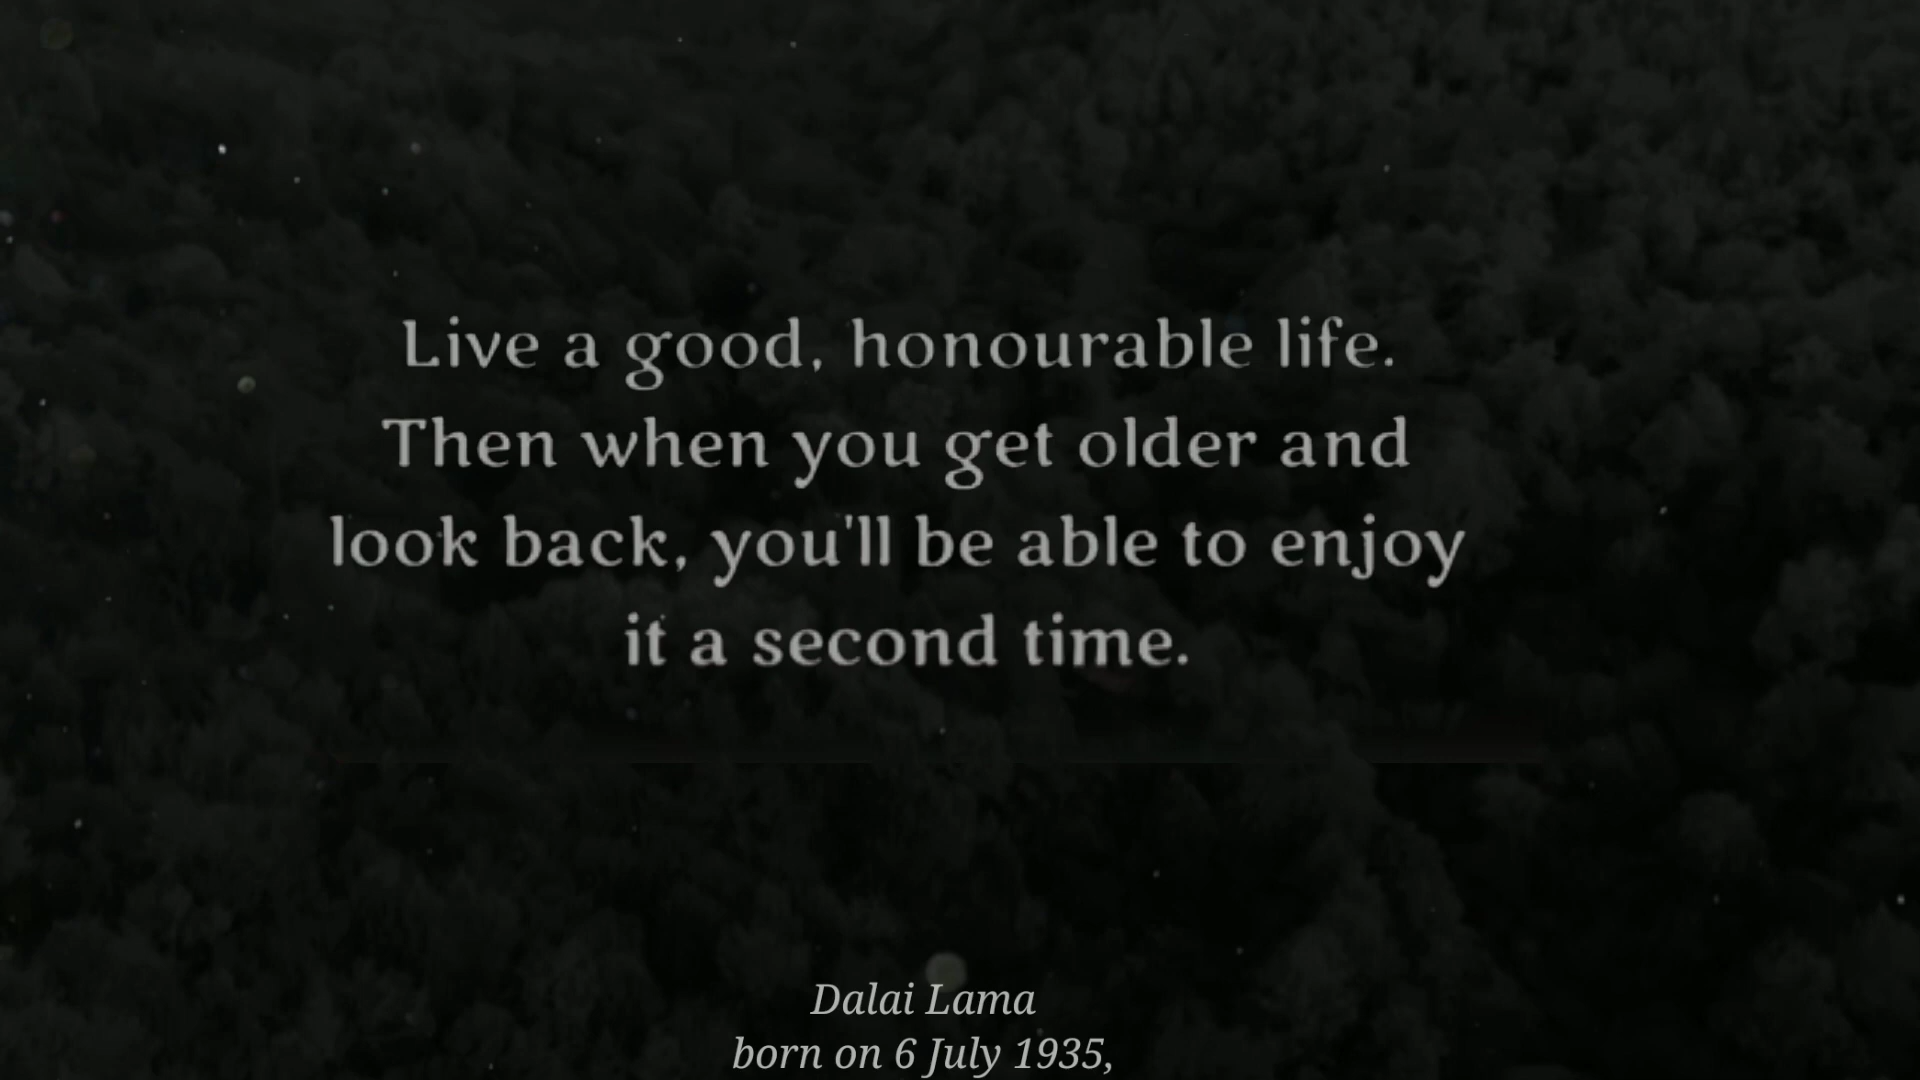 Live a good, honourable life.
Then when you get older and
look back, you'll be able to enjoy
it a second time.
Dalai Lama
born on 6 July 1935,